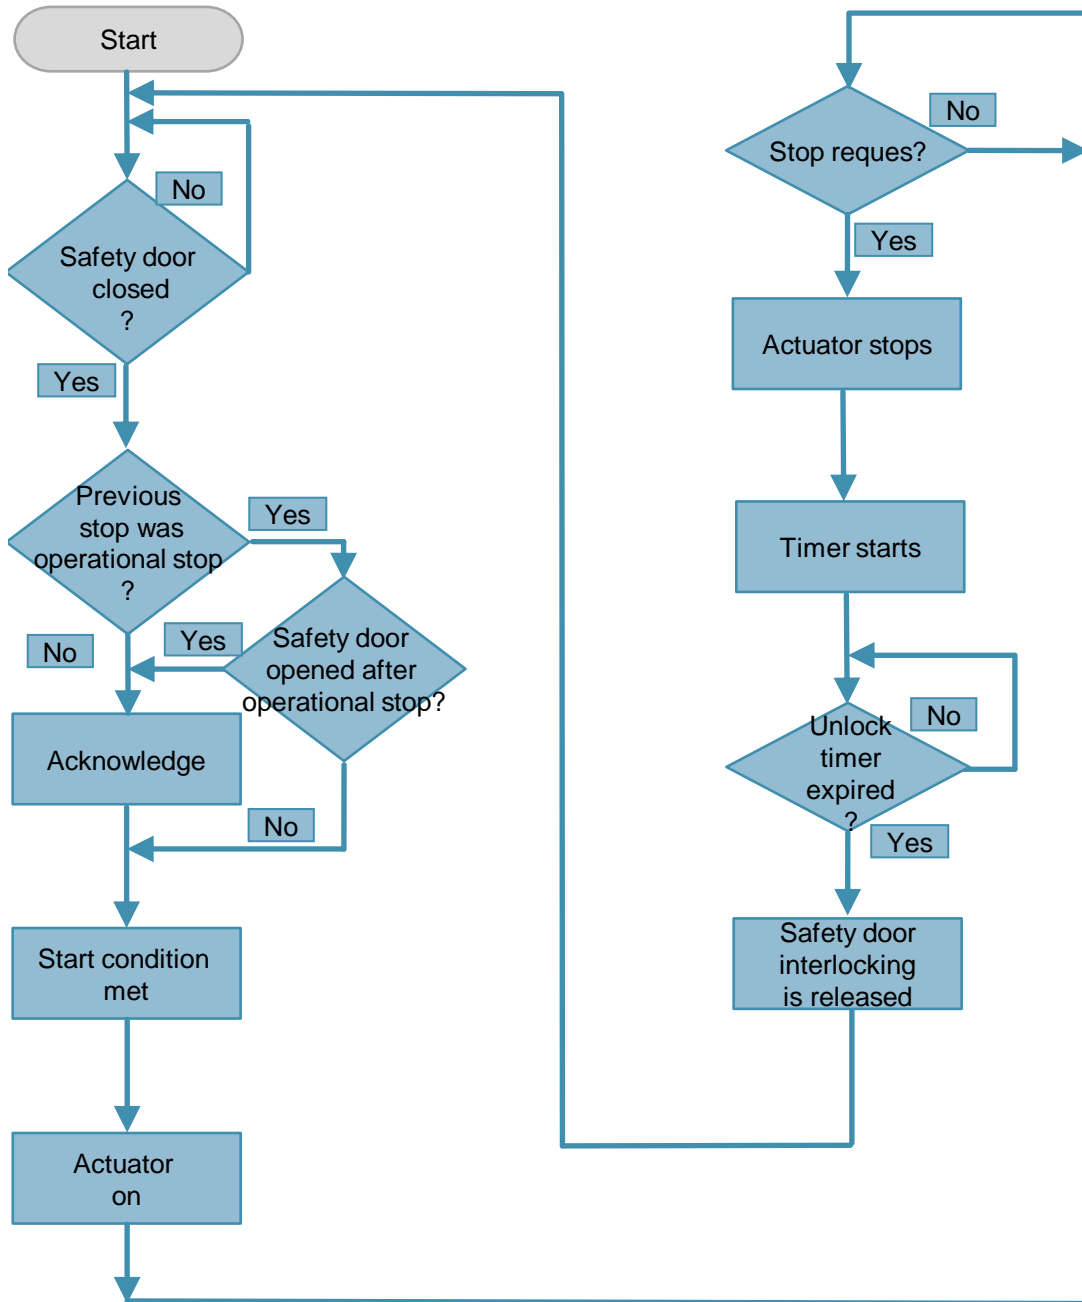 Start
No
Safety door
closed
?
Yes
Previous
stop was
operational stop
?
Yes
No
Yes
Safety door
opened after
operational stop?
Acknowledge
No
Start condition
met
Actuator
on
No
Stop reques?
Yes
Actuator stops
Timer starts
No
Unlock
timer
expired
?
Yes
Safety door
interlocking
is released